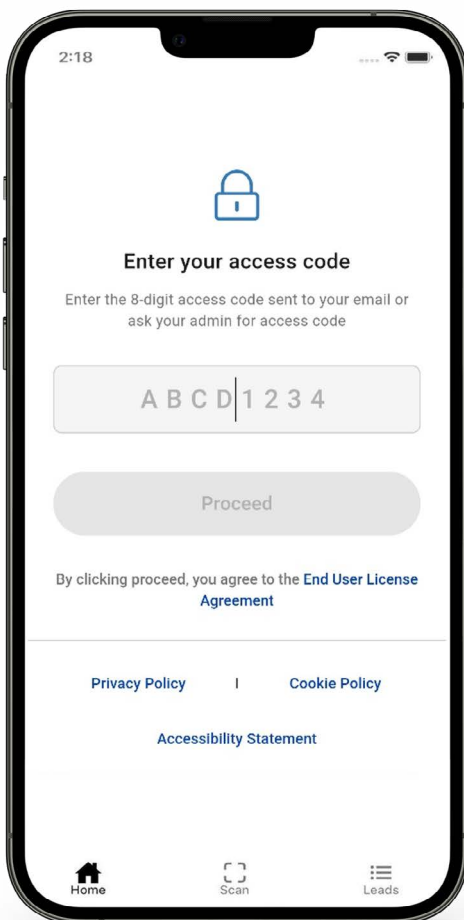 2:18
Enter your access code
Enter the 8-digit access code sent to your email or
ask your admin for access code
ABCD1234
Proceed
By clicking proceed, you agree to the End User License
Agreement
Privacy Policy | Cookie Policy
Accessibility Statement
Home Scan Leads